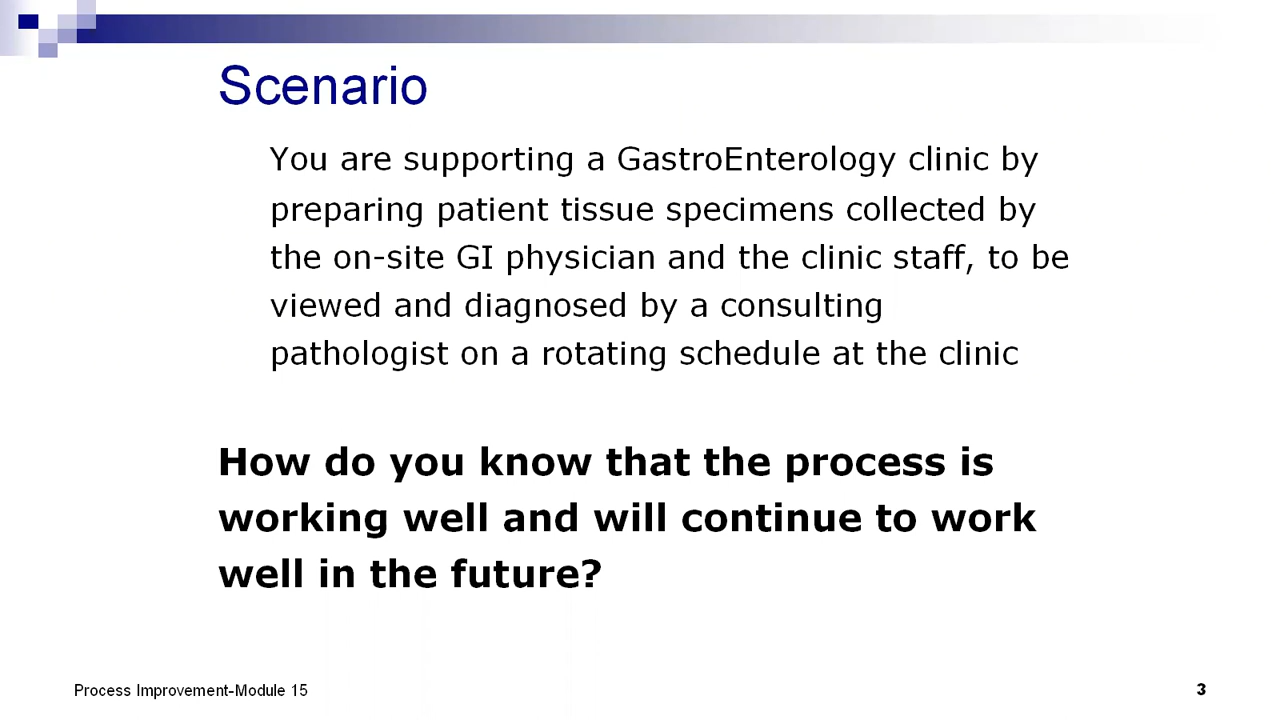 Scenario
You are supporting a GastroEnterology clinic by
preparing patient tissue specimens collected by
the on-site GI physician and the clinic staff, to be
viewed and diagnosed by a consulting
pathologist on a rotating schedule at the clinic
How do you know that the process is
working well and will continue to work
well in the future?
Process Improvement-Module 15
3